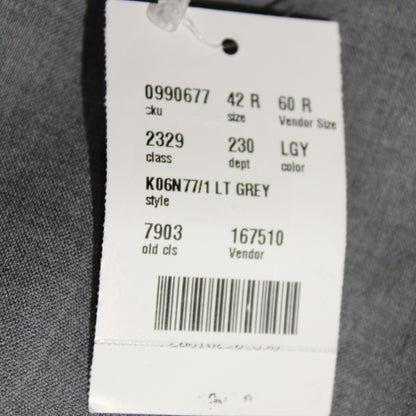 0990677 42 R 60 R
sku size Vendor Size
2329 230 LGY
class dept color
K06N77/1 LT GREY
style
7903 167510
old cls Vendor